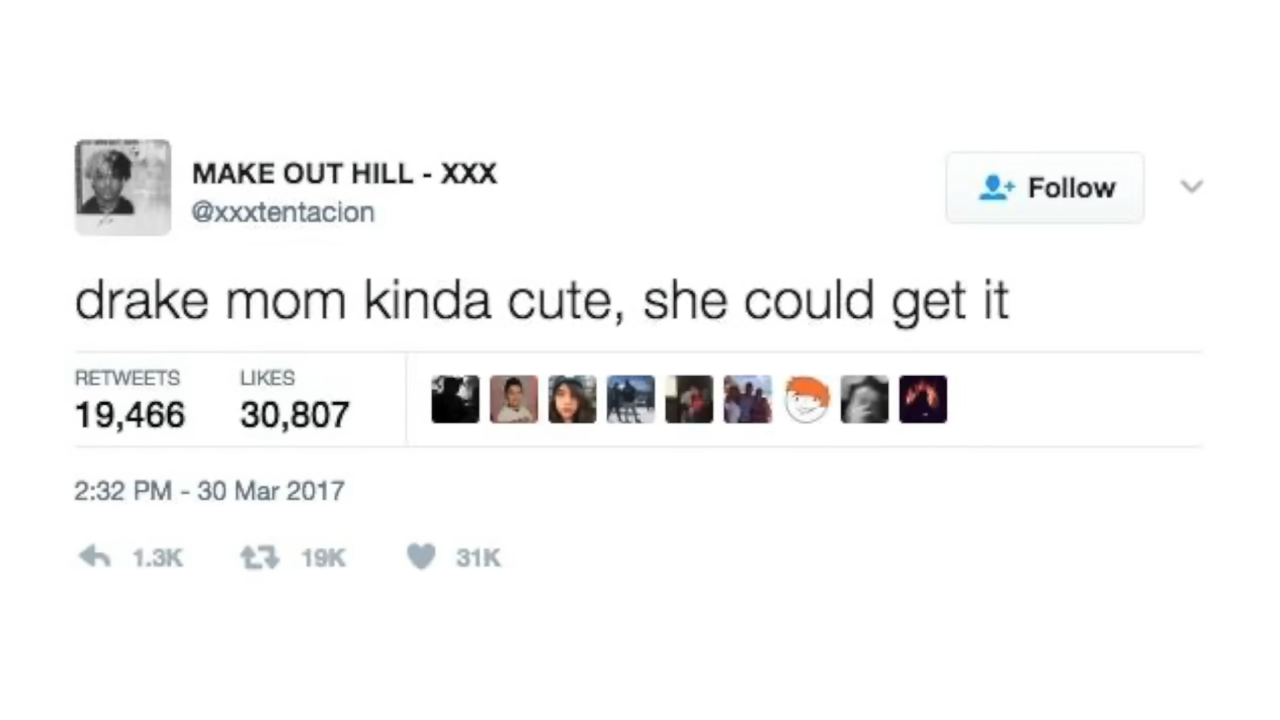 MAKE OUT HILL - XXX
@xxxtentacion
Follow
drake mom kinda cute, she could get it
RETWEETS LIKES
19,466 30,807
2:32 PM - 30 Mar 2017
1.3K 19K 31K